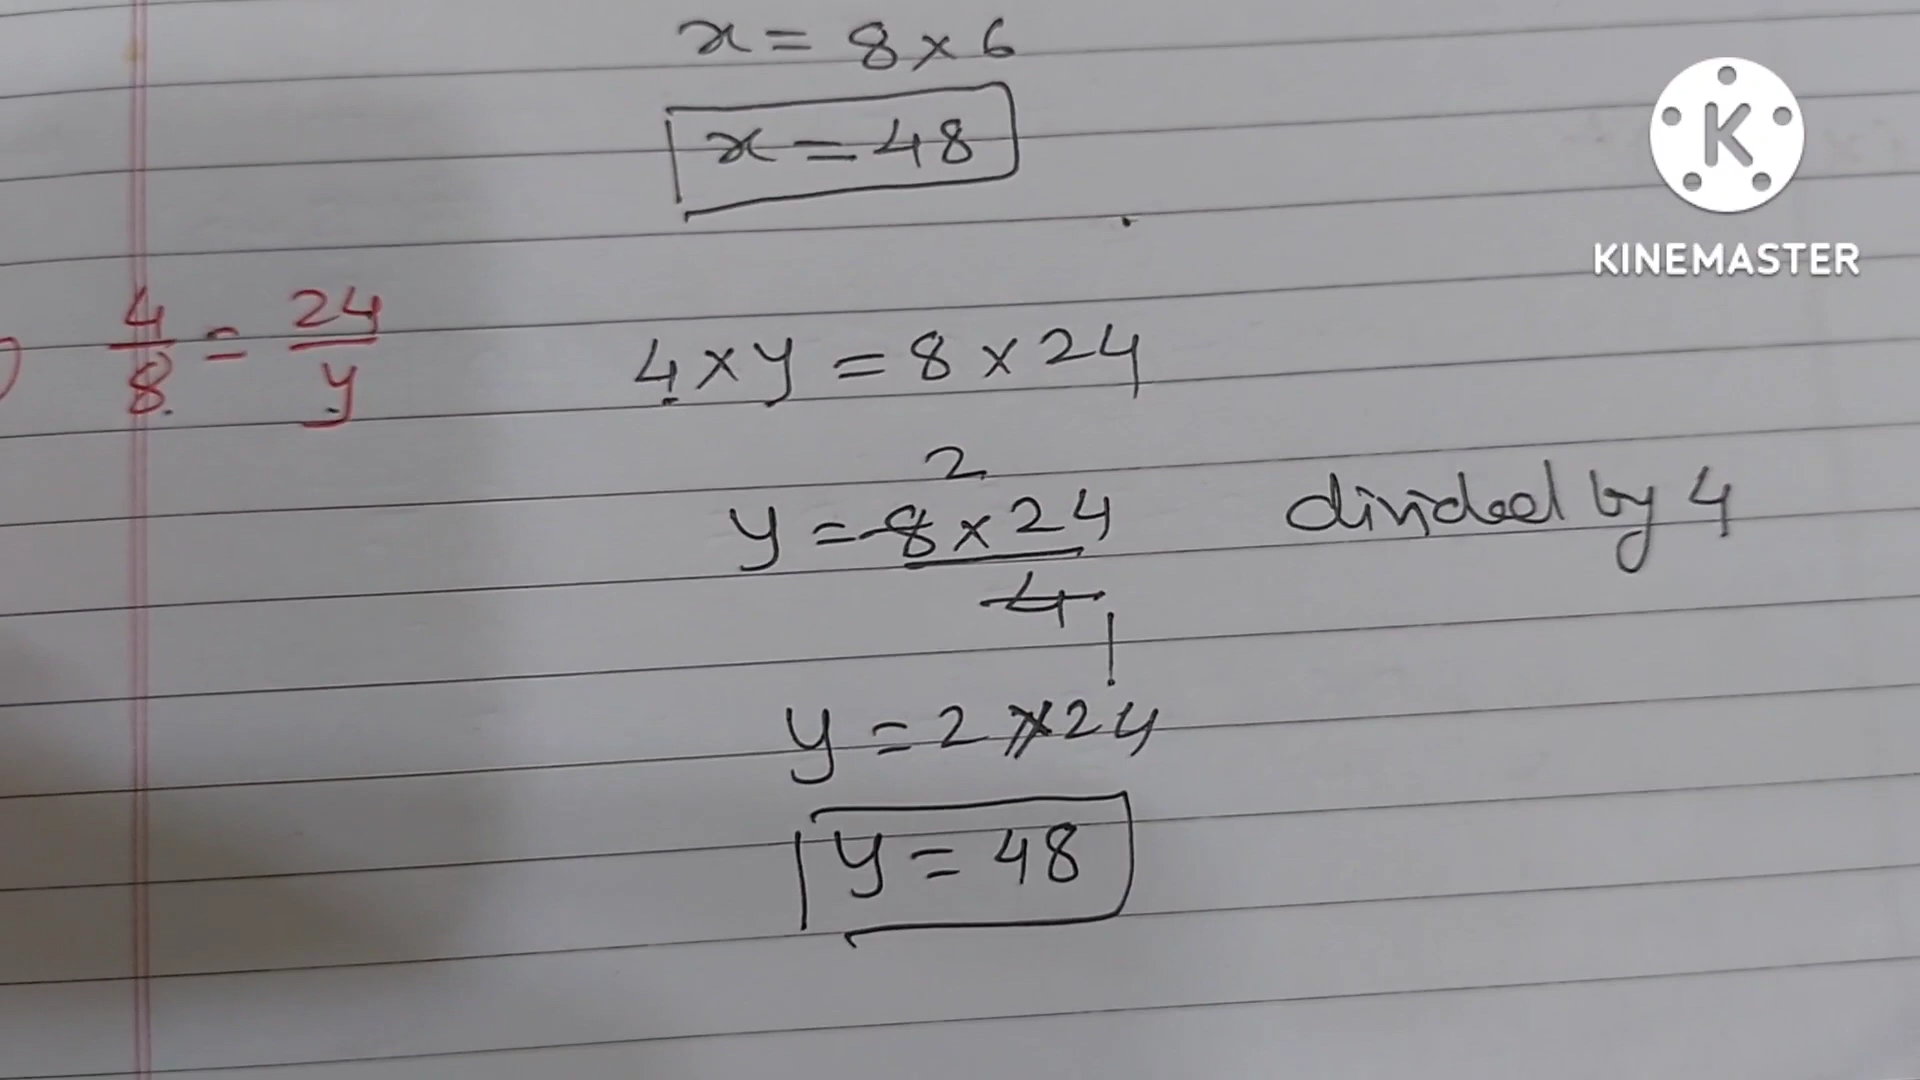 x = 8 × 6
x = 48
K
KINEMASTER
4/8 = 24/y
4 × y = 8 × 24
2
y = 8 × 24
4
1
divided by 4
y = 2 × 24
y = 48